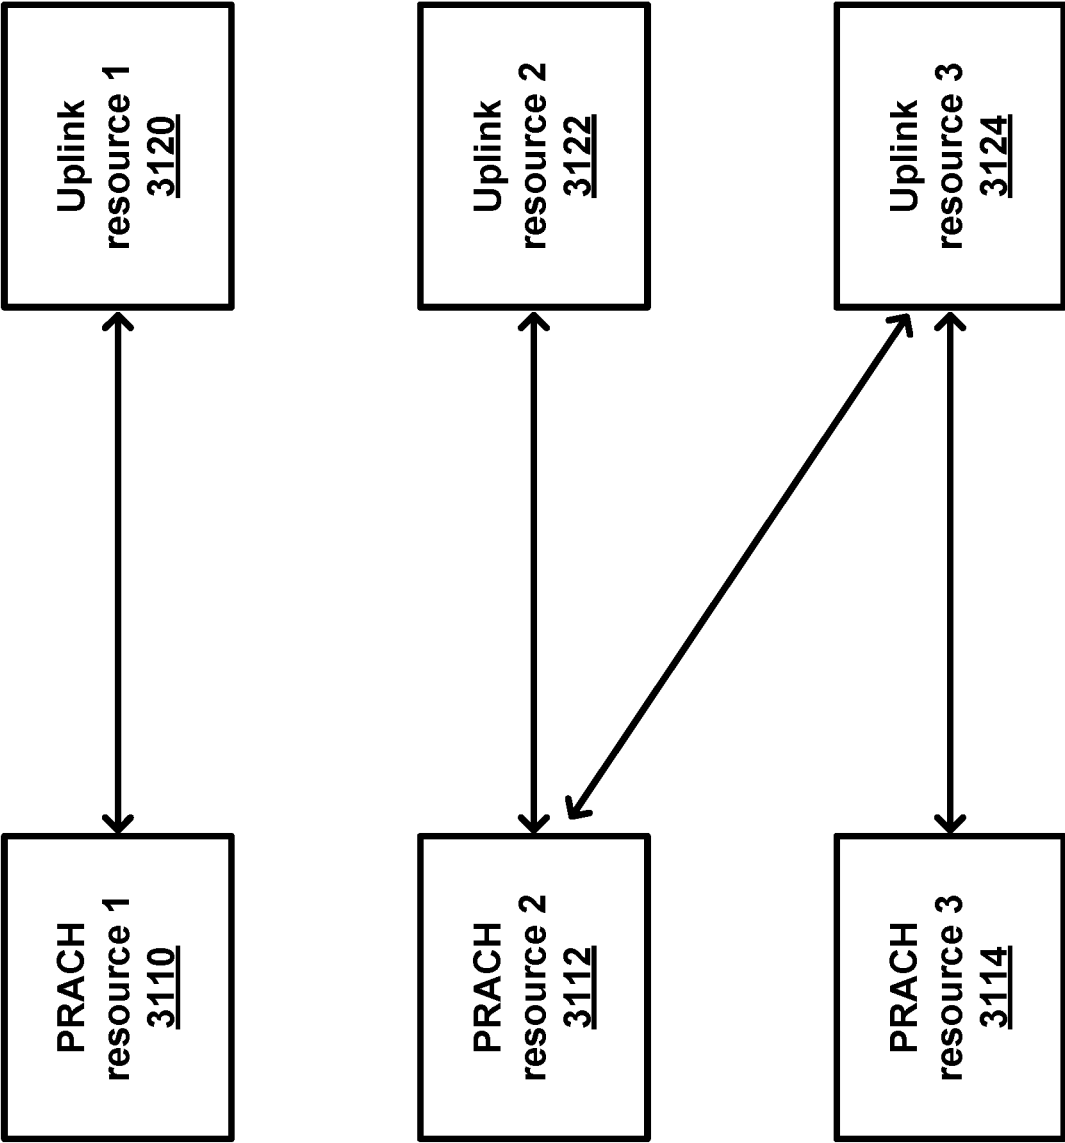 PRACH
resource 1
3110
Uplink
resource 1
3120
PRACH
resource 2
3112
Uplink
resource 2
3122
PRACH
resource 3
3114
Uplink
resource 3
3124